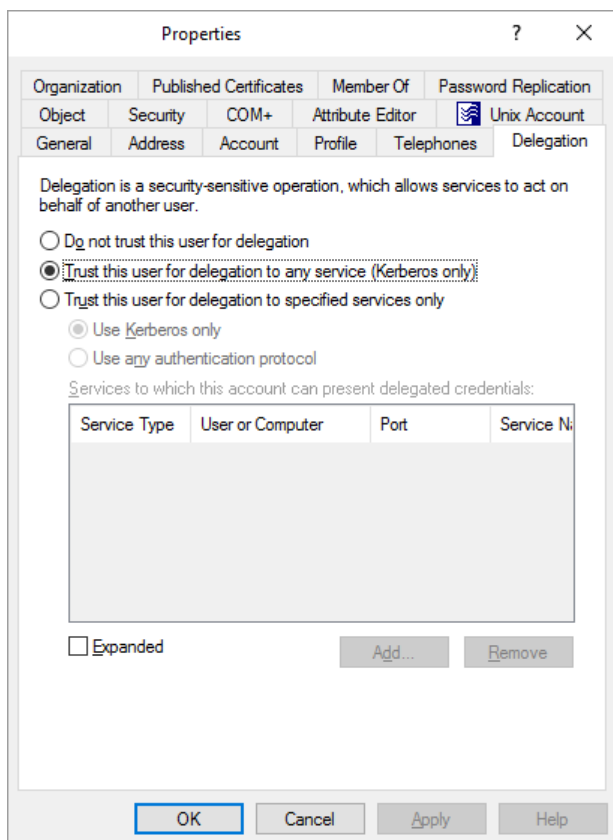 Properties
?
Organization Published Certificates Member Of Password Replication
Object Security COM+ Attribute Editor Unix Account
General Address Account Profile Telephones Delegation
Delegation is a security-sensitive operation, which allows services to act on
behalf of another user.
Do not trust this user for delegation
Trust this user for delegation to any service (Kerberos only)
Trust this user for delegation to specified services only
Use Kerberos only
Use any authentication protocol
Services to which this account can present delegated credentials:
Service Type User or Computer Port Service
Expanded Add... Remove
OK Cancel Apply Help